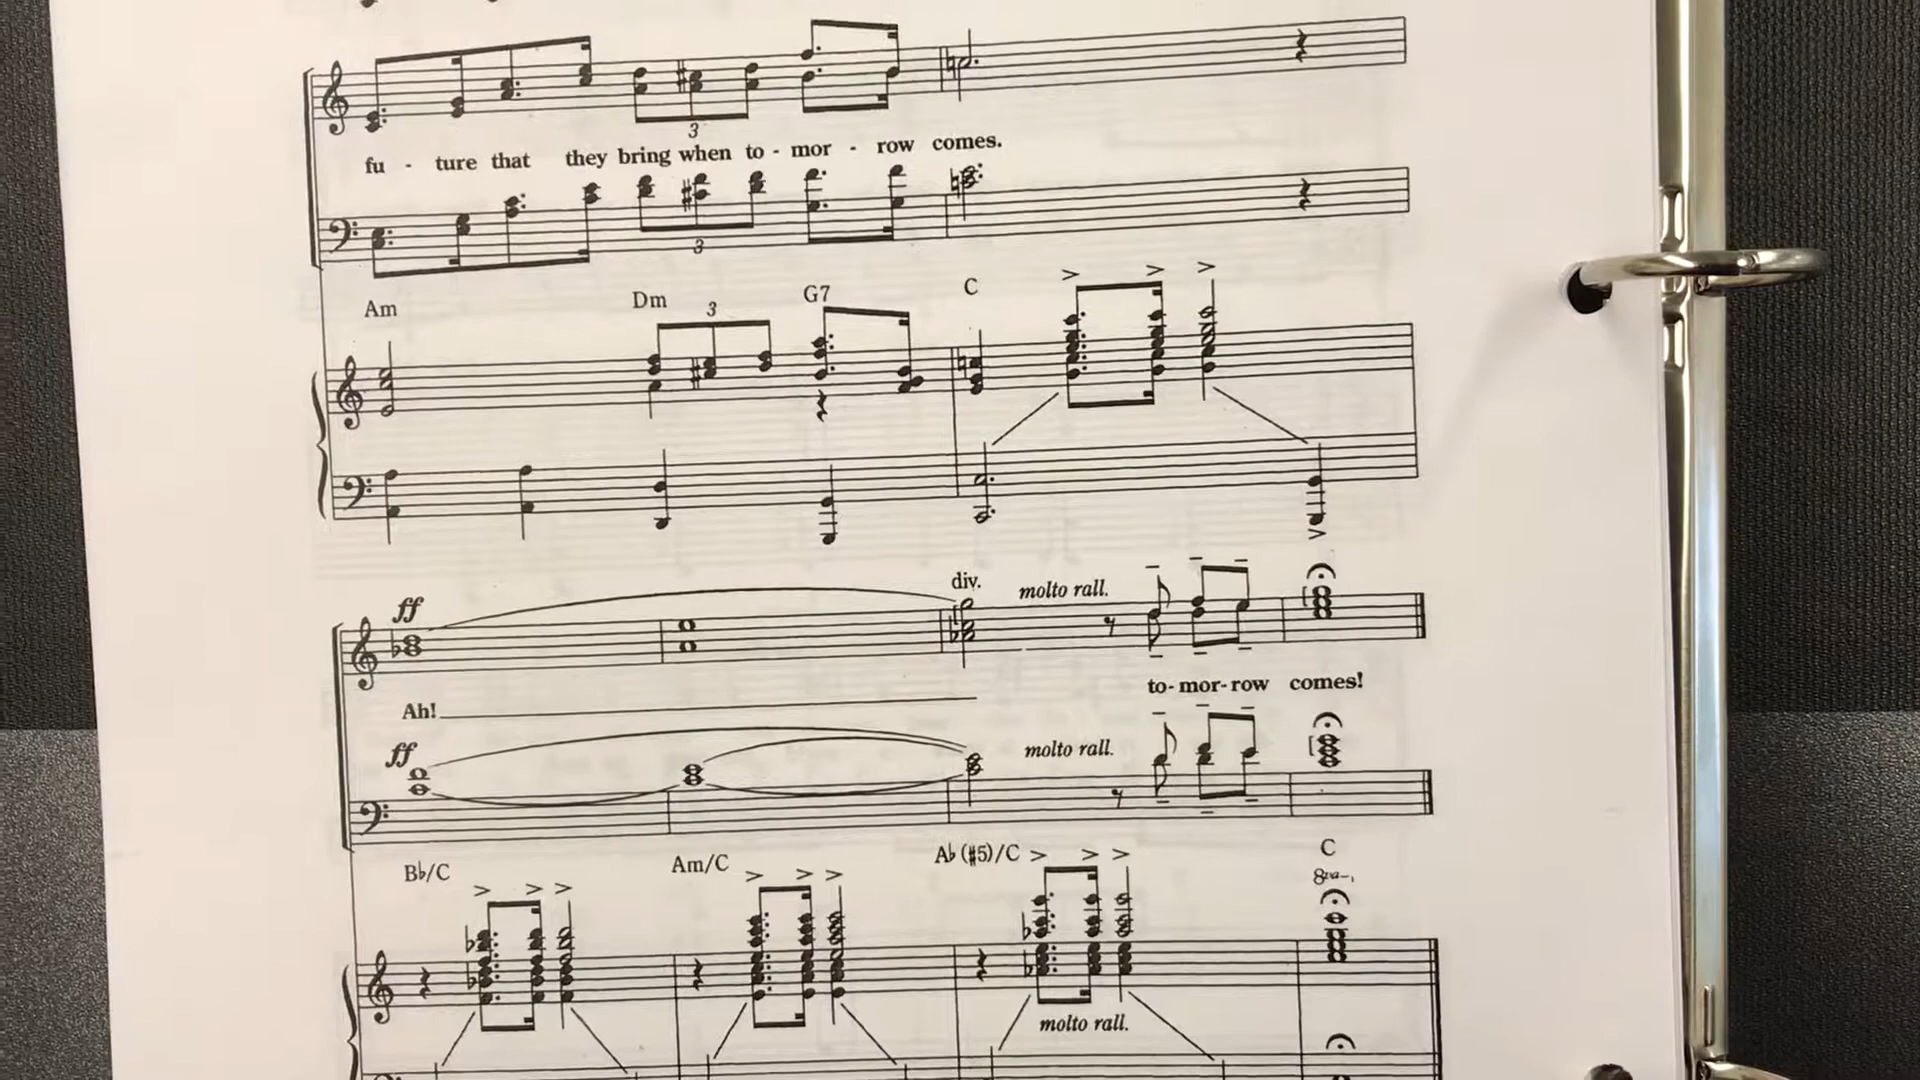 3
fu - ture that they bring when to - mor - row comes.
3
Am Dm 3 G7 C
div.
ff molto rall.
to- mor- row comes!
Ah!
ff molto rall.
B♭/C Am/C A♭(♯5)/C C
8va
molto rall.